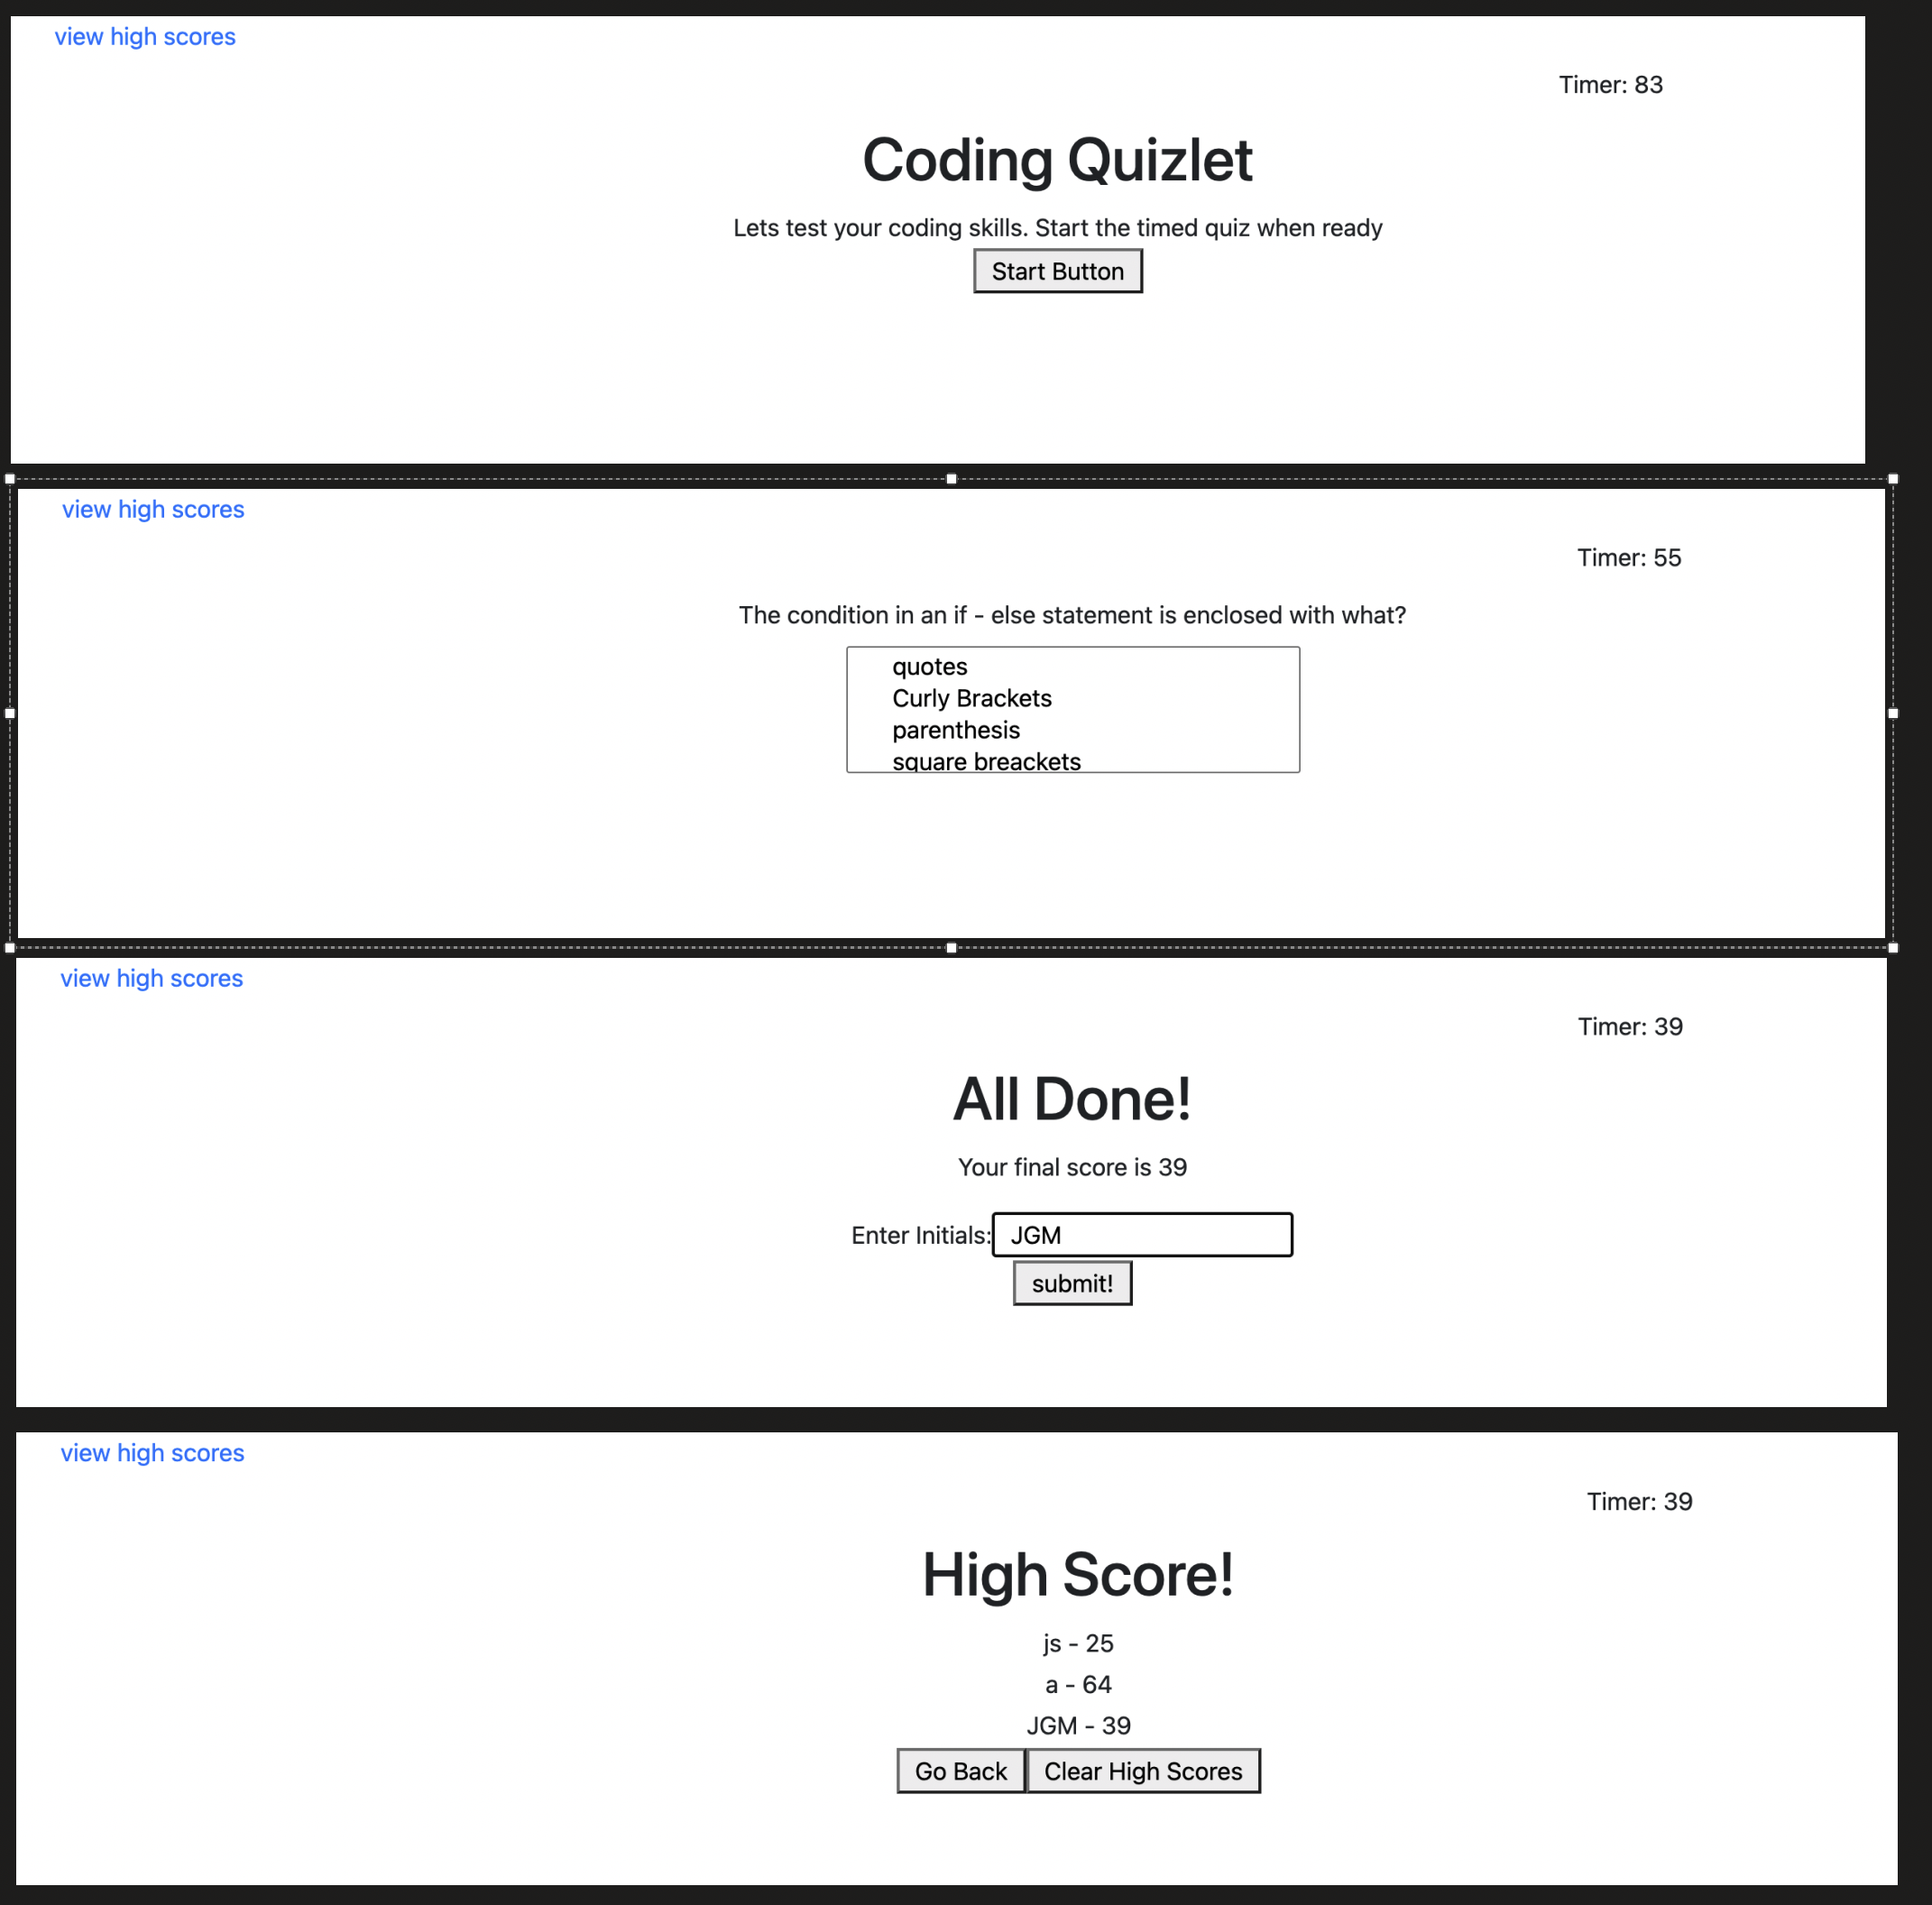 view high scores
Timer: 83
Coding Quizlet
Lets test your coding skills. Start the timed quiz when ready
Start Button
view high scores
Timer: 55
The condition in an if - else statement is enclosed with what?
quotes
Curly Brackets
parenthesis
square breackets
view high scores
Timer: 39
All Done!
Your final score is 39
Enter Initials: JGM
submit!
view high scores
Timer: 39
High Score!
js - 25
a - 64
JGM - 39
Go Back Clear High Scores